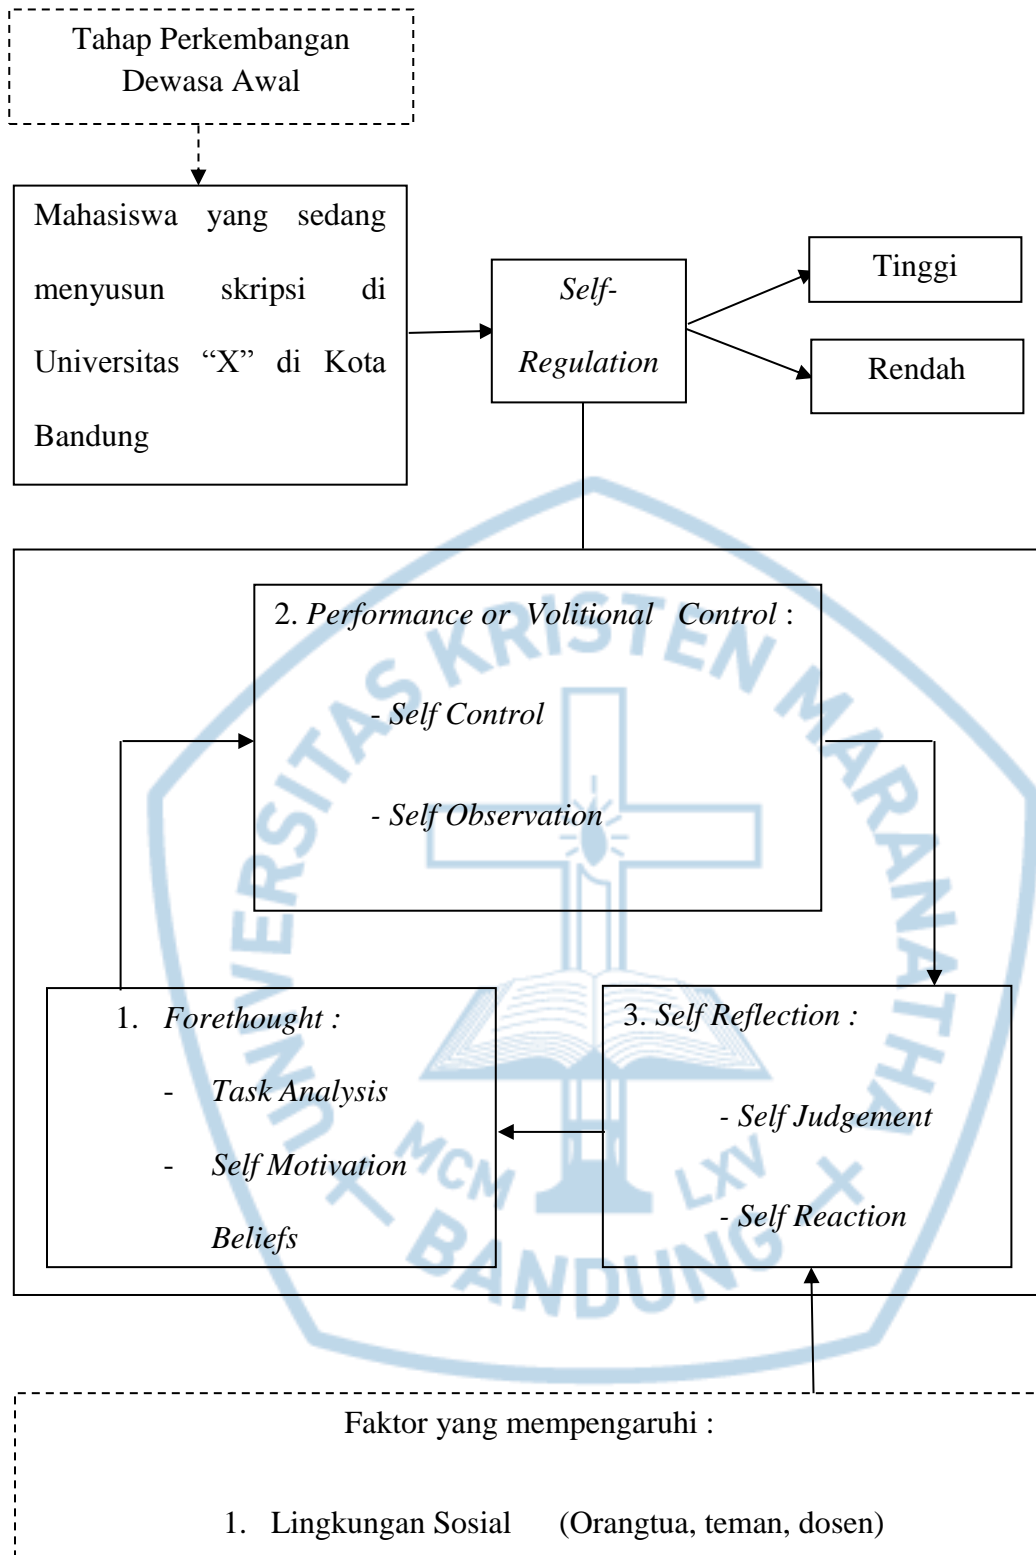 Tahap Perkembangan
Dewasa Awal
Mahasiswa yang sedang
menyusun skripsi di
Universitas “X” di Kota
Bandung
Self-
Regulation
Tinggi
Rendah
2. Performance or Volitional Control :
- Self Control
- Self Observation
1. Forethought :
- Task Analysis
- Self Motivation
Beliefs
3. Self Reflection :
- Self Judgement
- Self Reaction
Faktor yang mempengaruhi :
1. Lingkungan Sosial (Orangtua, teman, dosen)
UNIVERSITAS KRISTEN MARANATHA
MCM LXV
BANDUNG